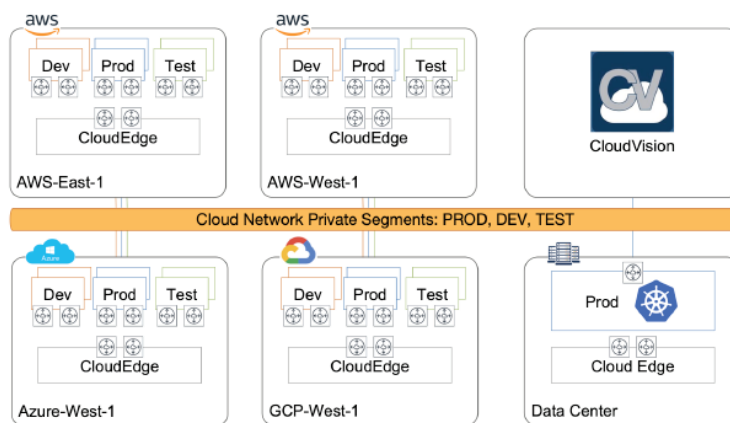 aws
aws
Dev Prod Test
Dev Prod Test
CV
CloudEdge
CloudEdge
CloudVision
AWS-East-1
AWS-West-1
Cloud Network Private Segments: PROD, DEV, TEST
Azure
Dev Prod Test
Dev Prod Test
Prod
CloudEdge
CloudEdge
Cloud Edge
Azure-West-1
GCP-West-1
Data Center